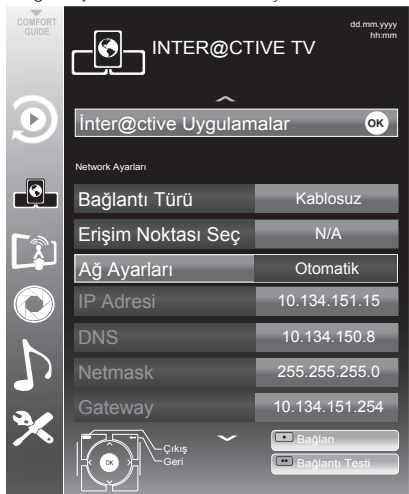 COMFORT
GUIDE
INTER@CTIVE TV
dd.mm.yyyy
hh:mm
İnter@ctive Uygulamalar OK
Network Ayarları
Bağlantı Türü Kablosuz
Erişim Noktası Seç N/A
Ağ Ayarları Otomatik
IP Adresi 10.134.151.15
DNS 10.134.150.8
Netmask 255.255.255.0
Gateway 10.134.151.254
OK
Çıkış
Geri
Bağlan
Bağlantı Testi